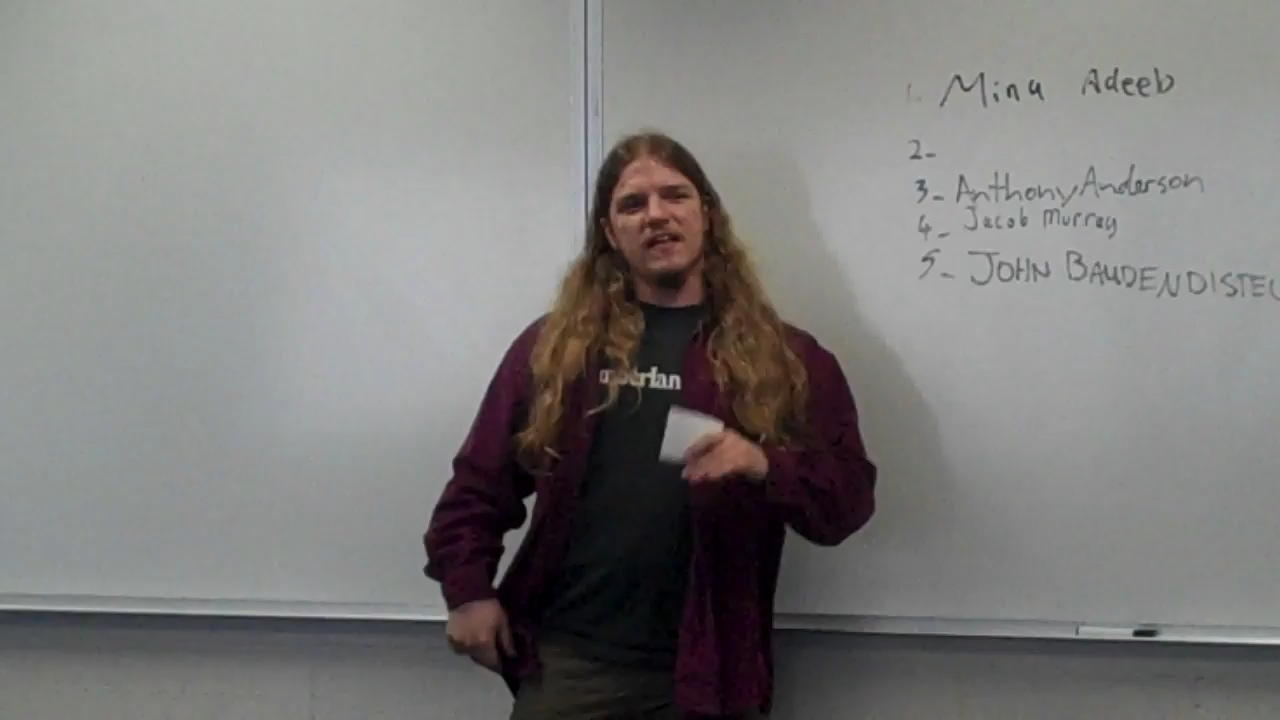 1. Mina Adeeb
2-
3- Anthony Anderson
4- Jacob Murray
5- JOHN BAUDENDISTEL